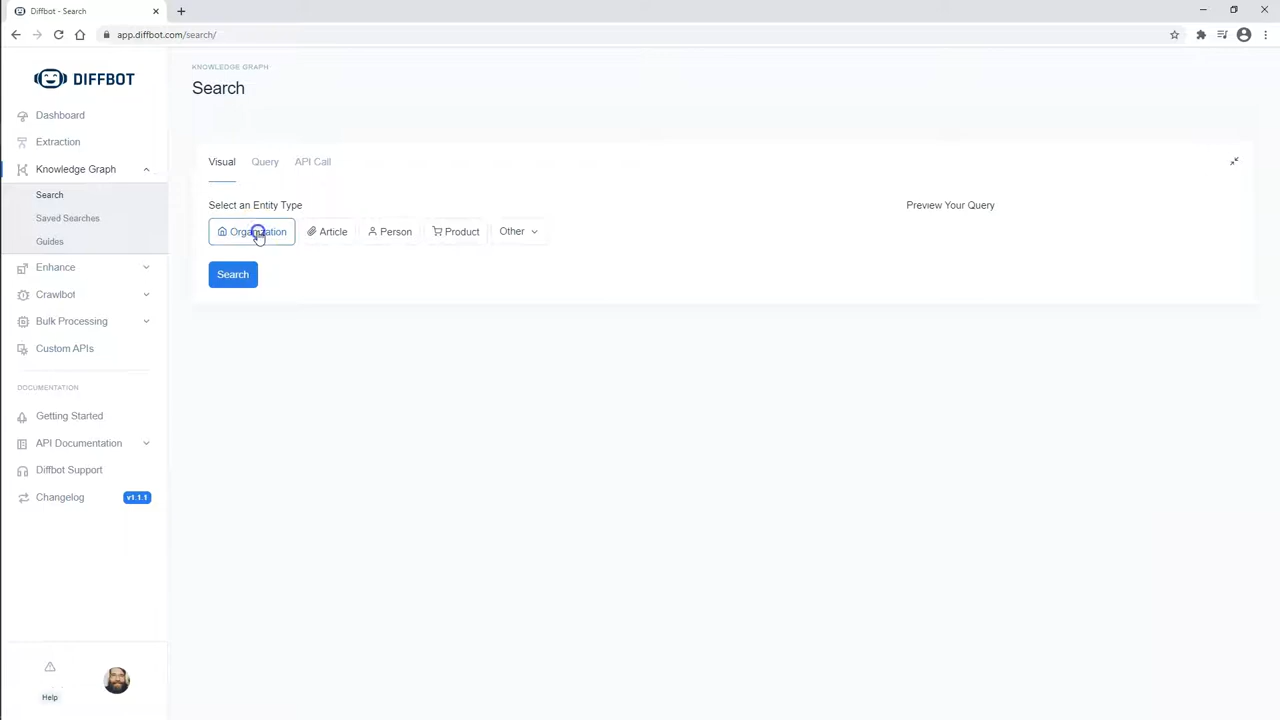 Diffbot - Search
app.diffbot.com/search/
DIFFBOT
Dashboard
Extraction
Knowledge Graph
Search
Saved Searches
Guides
Enhance
Crawlbot
Bulk Processing
Custom APIs
DOCUMENTATION
Getting Started
API Documentation
Diffbot Support
Changelog v1.1.1
Help
KNOWLEDGE GRAPH
Search
Visual Query API Call
Select an Entity Type
Preview Your Query
Organization Article Person Product Other
Search